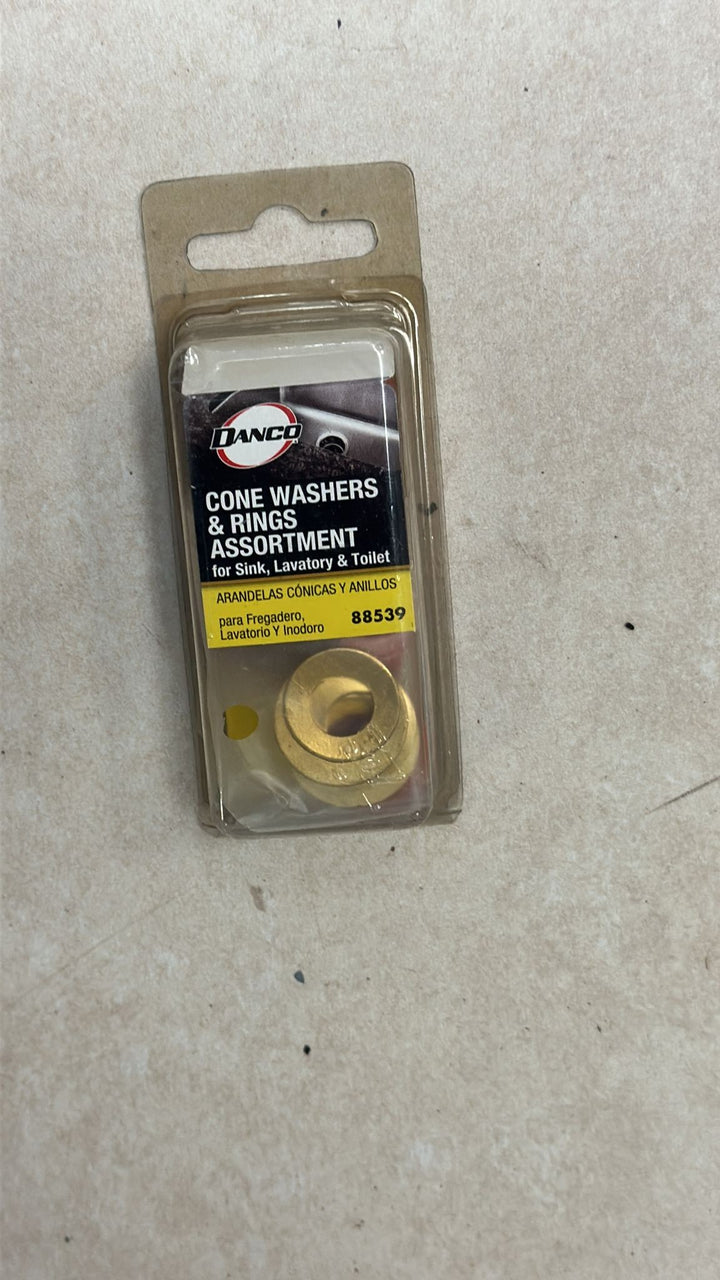 DANCO
CONE WASHERS
& RINGS
ASSORTMENT
for Sink, Lavatory & Toilet
ARANDELAS CÓNICAS Y ANILLOS
para Fregadero,
Lavatorio Y Inodoro
88539